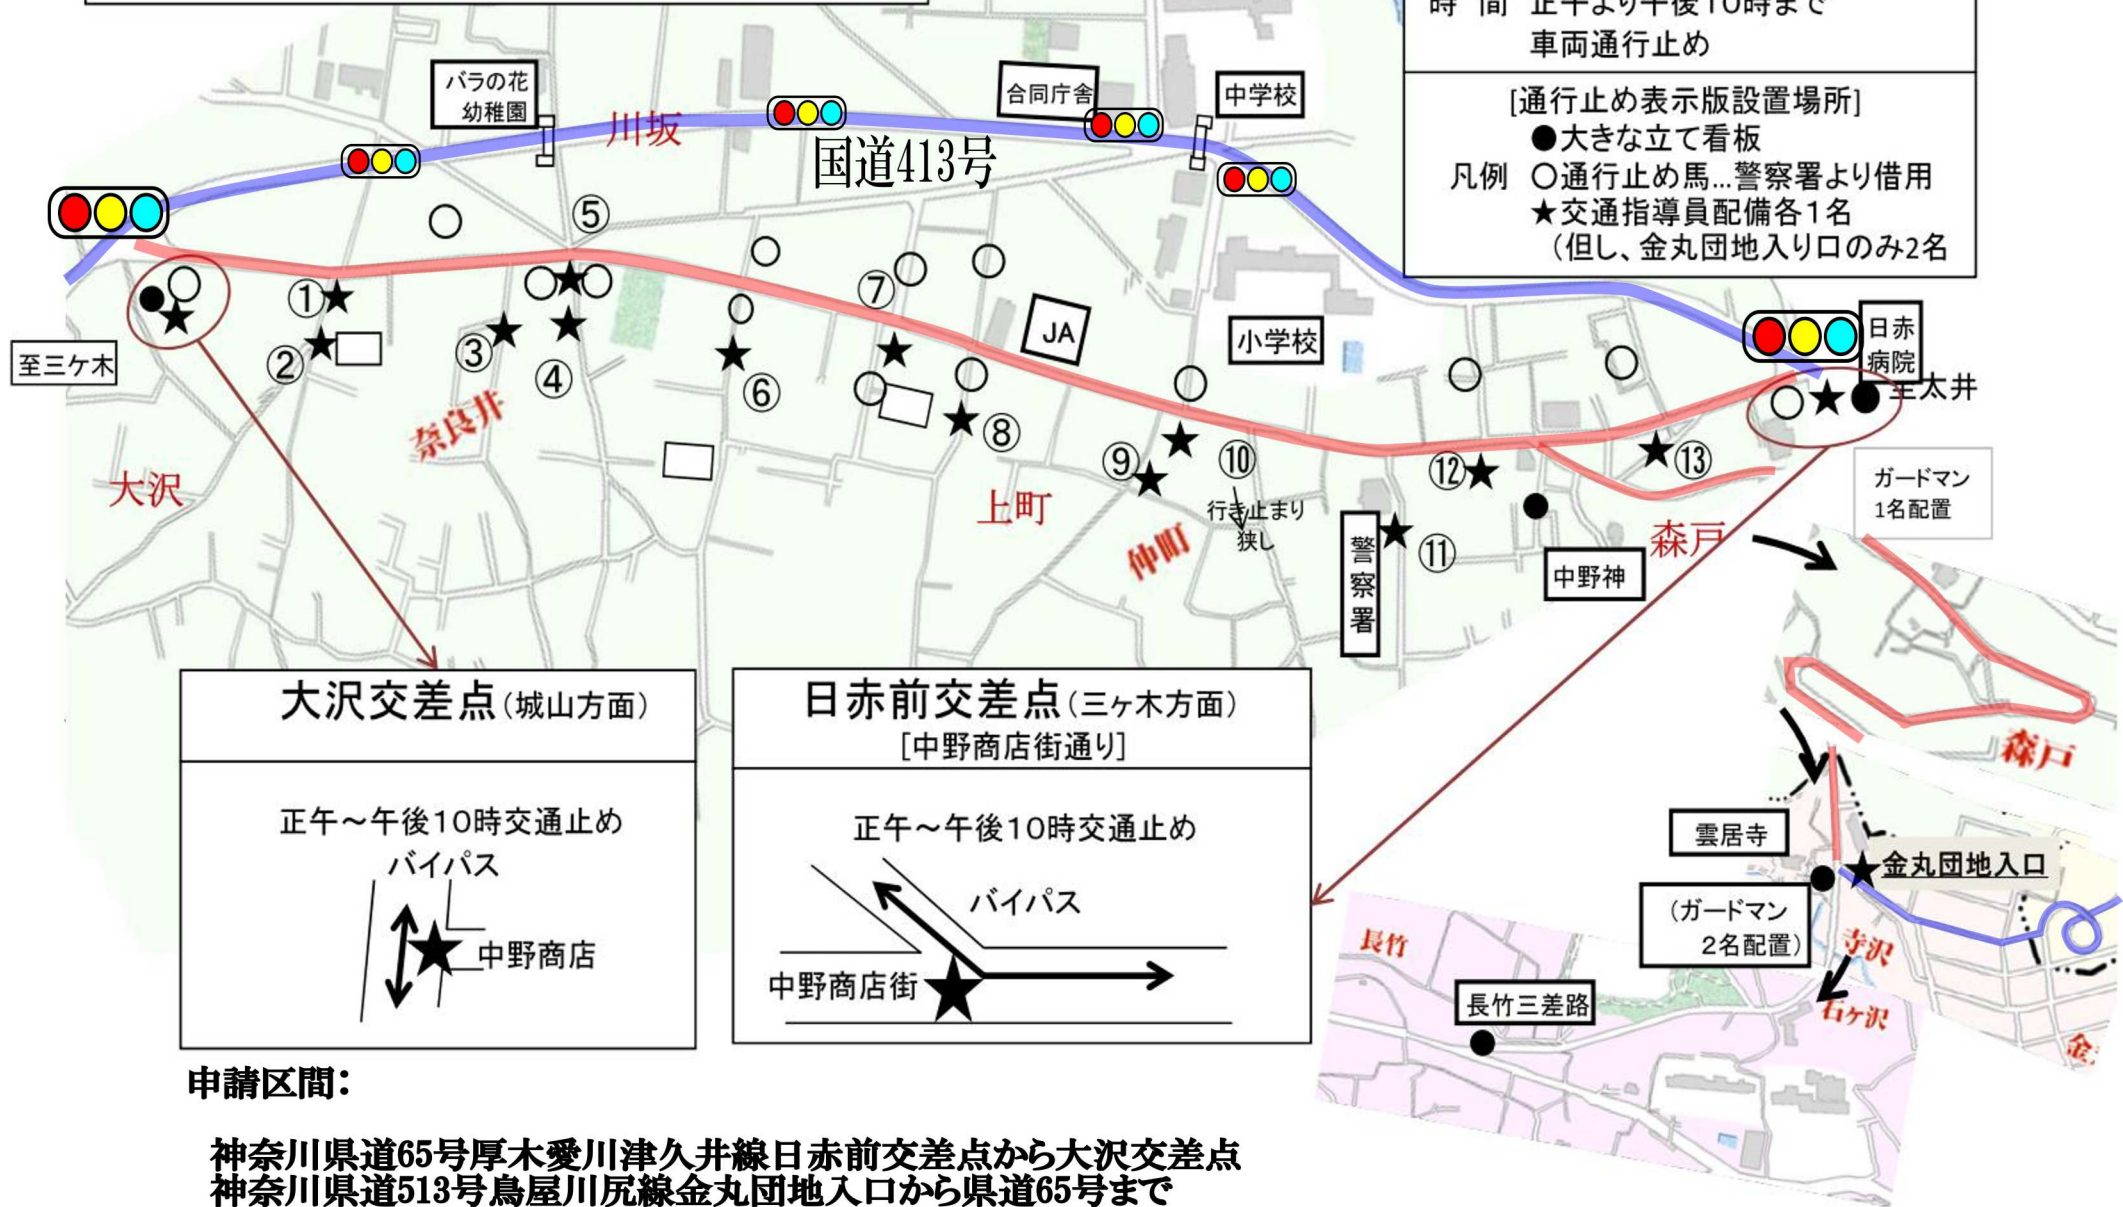 時 間 正午より午後10時まで
車両通行止め
[通行止め表示版設置場所]
●大きな立て看板
凡例 ○通行止め馬…警察署より借用
★交通指導員配備各1名
（但し、金丸団地入り口のみ2名
バラの花
幼稚園
合同庁舎
中学校
川坂
国道413号
⑤
①
②
③
④
⑥
⑦
⑧
⑨
⑩
⑪
⑫
⑬
JA
小学校
日赤
病院
至太井
至三ケ木
大沢
奈良井
上町
仲町
行き止まり
狭し
警察署
中野神
森戸
ガードマン
1名配置
大沢交差点(城山方面)
正午～午後10時交通止め
バイパス
中野商店
日赤前交差点(三ヶ木方面)
[中野商店街通り]
正午～午後10時交通止め
バイパス
中野商店街
森戸
雲居寺
金丸団地入口
(ガードマン
2名配置)
寺沢
長竹
長竹三差路
石ヶ沢
金
申請区間：
神奈川県道65号厚木愛川津久井線日赤前交差点から大沢交差点
神奈川県道513号鳥屋川尻線金丸団地入口から県道65号まで